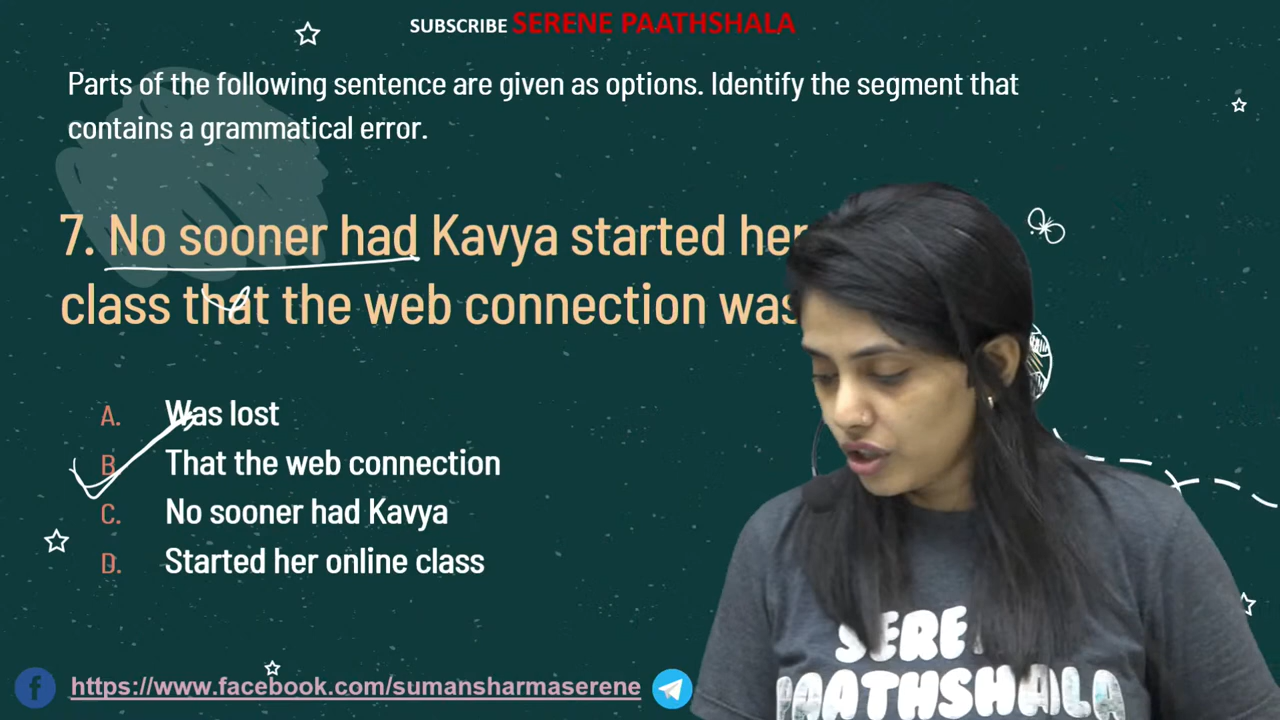 SUBSCRIBE SERENE PAATHSHALA
Parts of the following sentence are given as options. Identify the segment that
contains a grammatical error.
7. No sooner had Kavya started her
class that the web connection was
A. Was lost
B. That the web connection
C. No sooner had Kavya
D. Started her online class
https://www.facebook.com/sumansharmaserene
SERE
PAATHSHALA